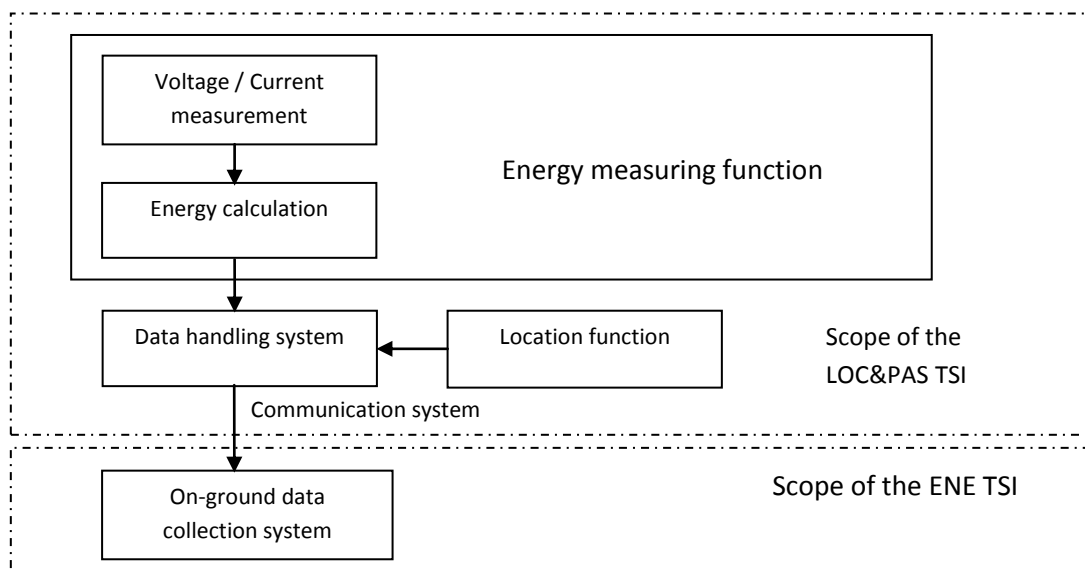 Voltage / Current
measurement
Energy measuring function
Energy calculation
Data handling system
Location function
Scope of the
LOC&PAS TSI
Communication system
On-ground data
collection system
Scope of the ENE TSI